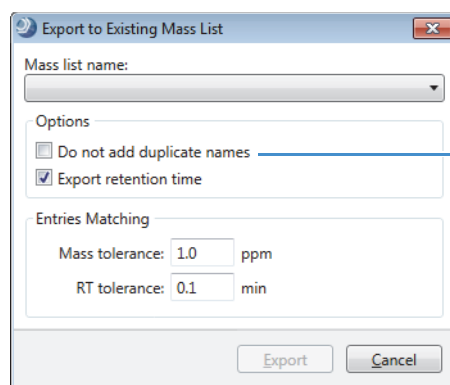 Export to Existing Mass List
Mass list name:
Options
Do not add duplicate names
Export retention time
Entries Matching
Mass tolerance: 1.0 ppm
RT tolerance: 0.1 min
Export Cancel